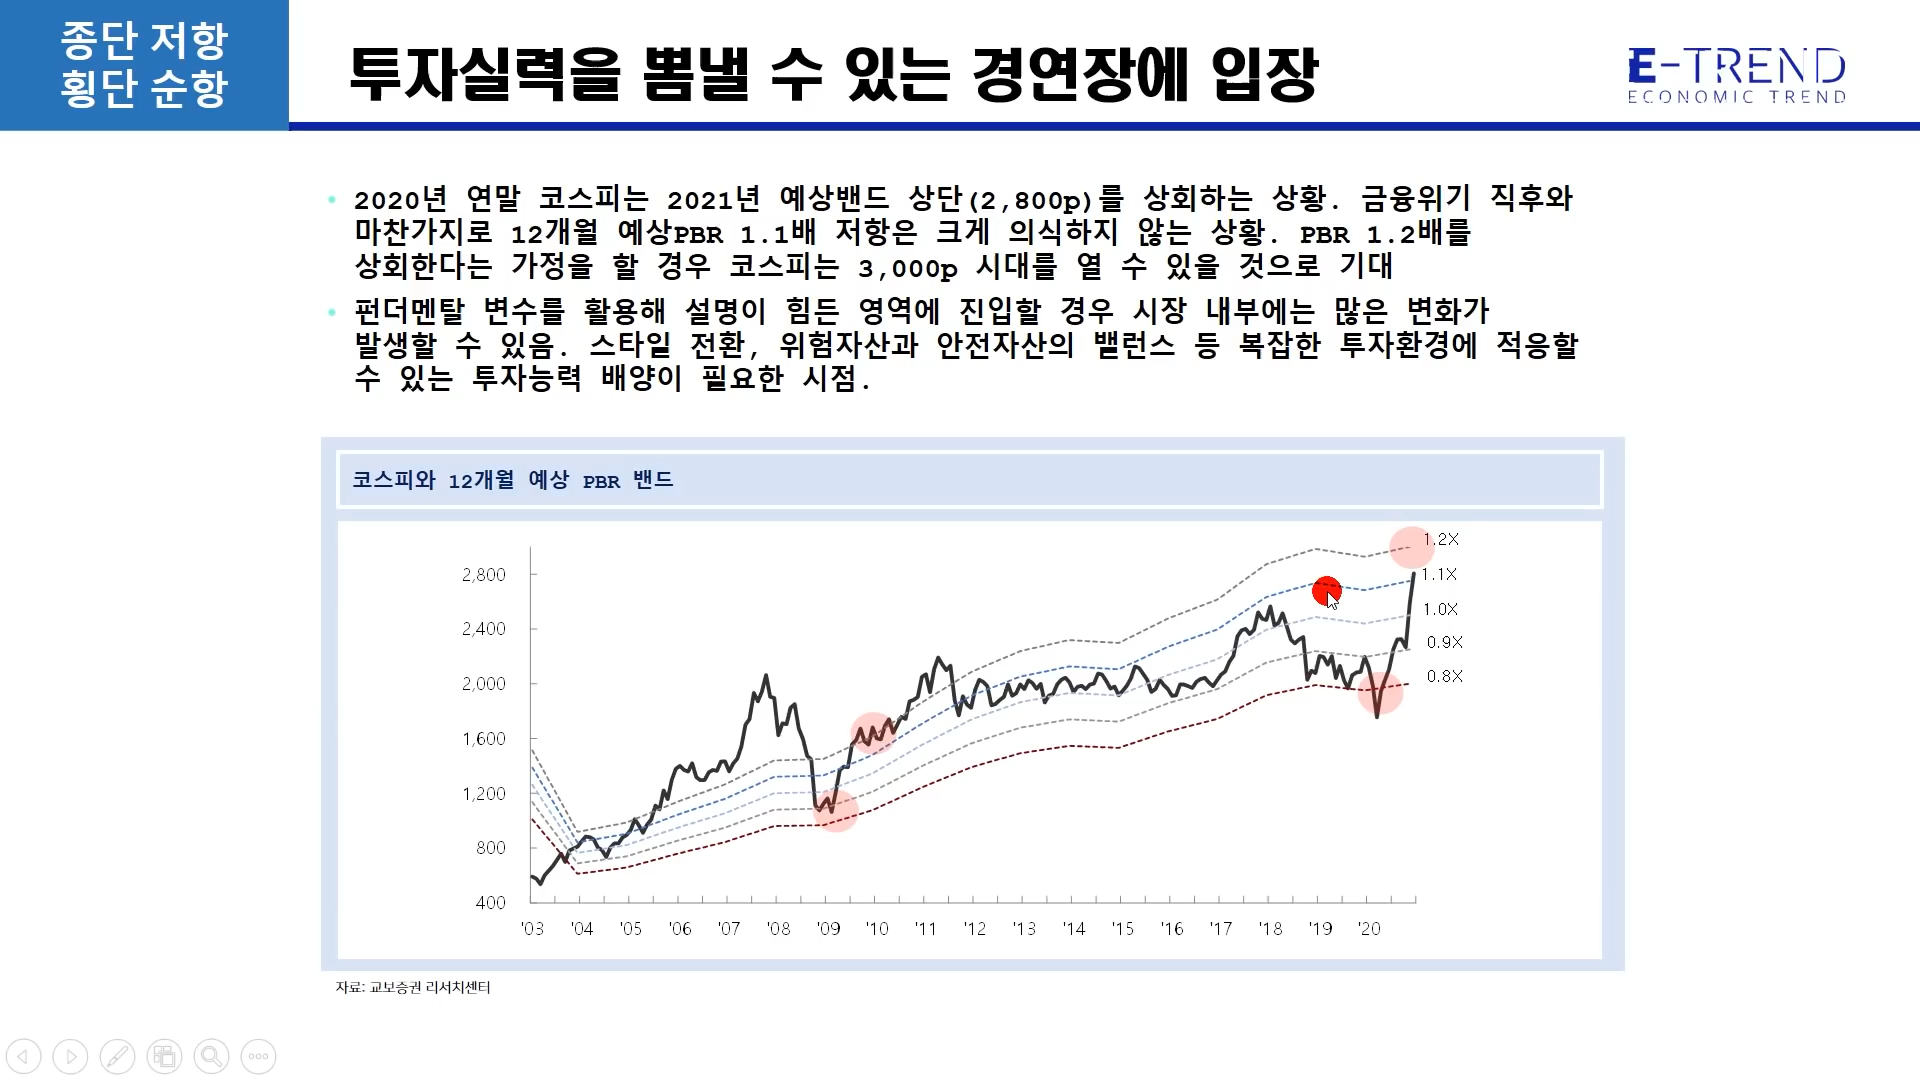 종단 저항
횡단 순항
투자실력을 뽐낼 수 있는 경연장에 입장
E-TREND
ECONOMIC TREND
• 2020년 연말 코스피는 2021년 예상밴드 상단(2,800p)를 상회하는 상황. 금융위기 직후와
마찬가지로 12개월 예상PBR 1.1배 저항은 크게 의식하지 않는 상황. PBR 1.2배를
상회한다는 가정을 할 경우 코스피는 3,000p 시대를 열 수 있을 것으로 기대
• 펀더멘탈 변수를 활용해 설명이 힘든 영역에 진입할 경우 시장 내부에는 많은 변화가
발생할 수 있음. 스타일 전환, 위험자산과 안전자산의 밸런스 등 복잡한 투자환경에 적응할
수 있는 투자능력 배양이 필요한 시점.
코스피와 12개월 예상 PBR 밴드
1.2X
1.1X
1.0X
0.9X
0.8X
2,800
2,400
2,000
1,600
1,200
800
400
'03 '04 '05 '06 '07 '08 '09 '10 '11 '12 '13 '14 '15 '16 '17 '18 '19 '20
자료: 교보증권 리서치센터